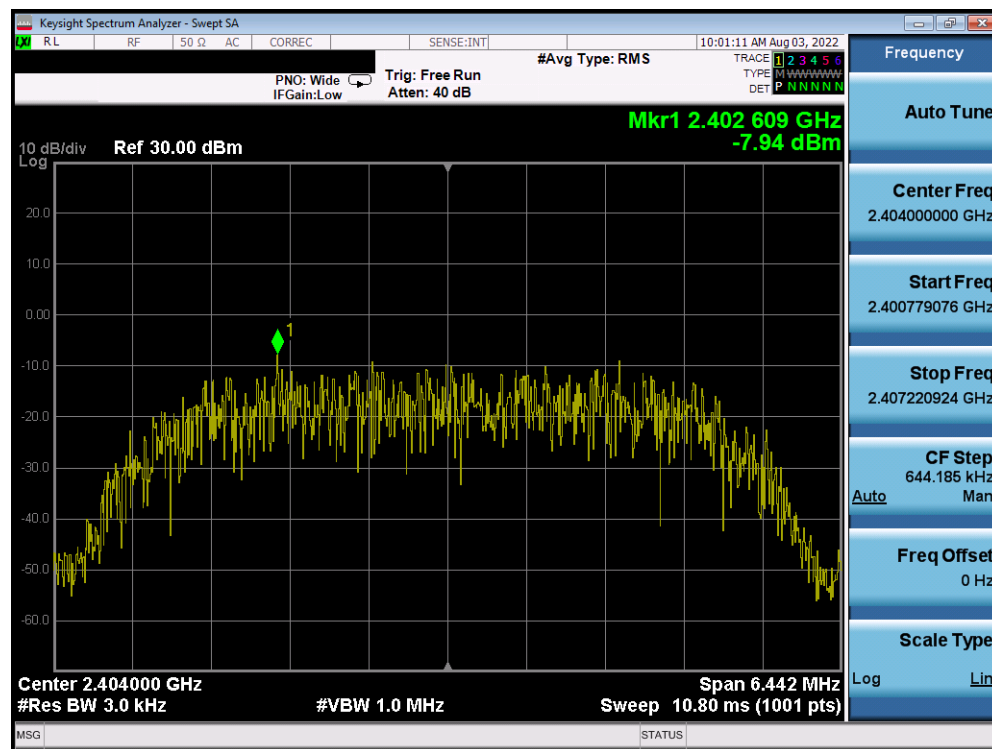 Keysight Spectrum Analyzer - Swept SA
LXI RL RF 50 Ω AC CORREC SENSE:INT 10:01:11 AM Aug 03, 2022
#Avg Type: RMS
TRACE 1 2 3 4 5 6
PNO: Wide Trig: Free Run
TYPE M WWWWW
IFGain:Low Atten: 40 dB
DET P N N N N N
Mkr1 2.402 609 GHz
10 dB/div Ref 30.00 dBm -7.94 dBm
Log
20.0
10.0
0.00
-10.0
-20.0
-30.0
-40.0
-50.0
-60.0
1
Center 2.404000 GHz Span 6.442 MHz
#Res BW 3.0 kHz #VBW 1.0 MHz Sweep 10.80 ms (1001 pts)
MSG STATUS
Frequency
Auto Tune
Center Freq
2.404000000 GHz
Start Freq
2.400779076 GHz
Stop Freq
2.407220924 GHz
CF Step
644.185 kHz
Auto Man
Freq Offset
0 Hz
Scale Type
Log Lin